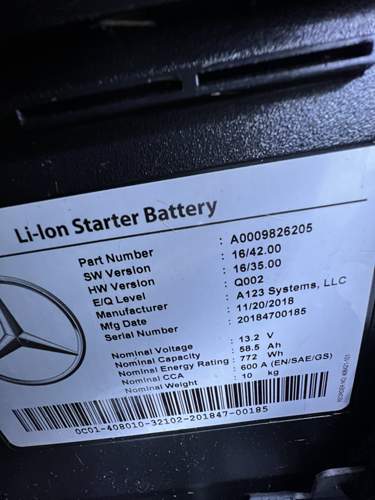 Li-Ion Starter Battery
Part Number : A0009826205
SW Version : 16/42.00
HW Version : 16/35.00
E/Q Level : Q002
Manufacturer : A123 Systems, LLC
Mfg Date : 11/20/2018
Serial Number : 20184700185
Nominal Voltage : 13.2 V
Nominal Capacity : 58.5 Ah
Nominal Energy Rating : 772 Wh
Nominal CCA : 600 A (EN/SAE/GS)
Nominal Weight : 10 kg
0C01-408010-32102-201847-00185